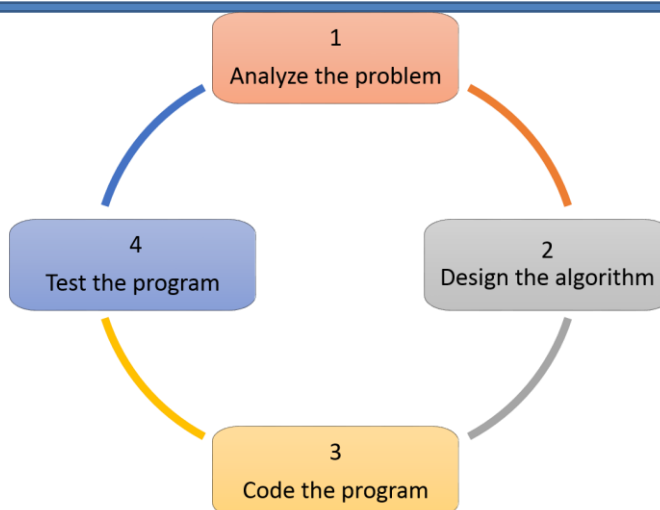 1
Analyze the problem
2
Design the algorithm
3
Code the program
4
Test the program